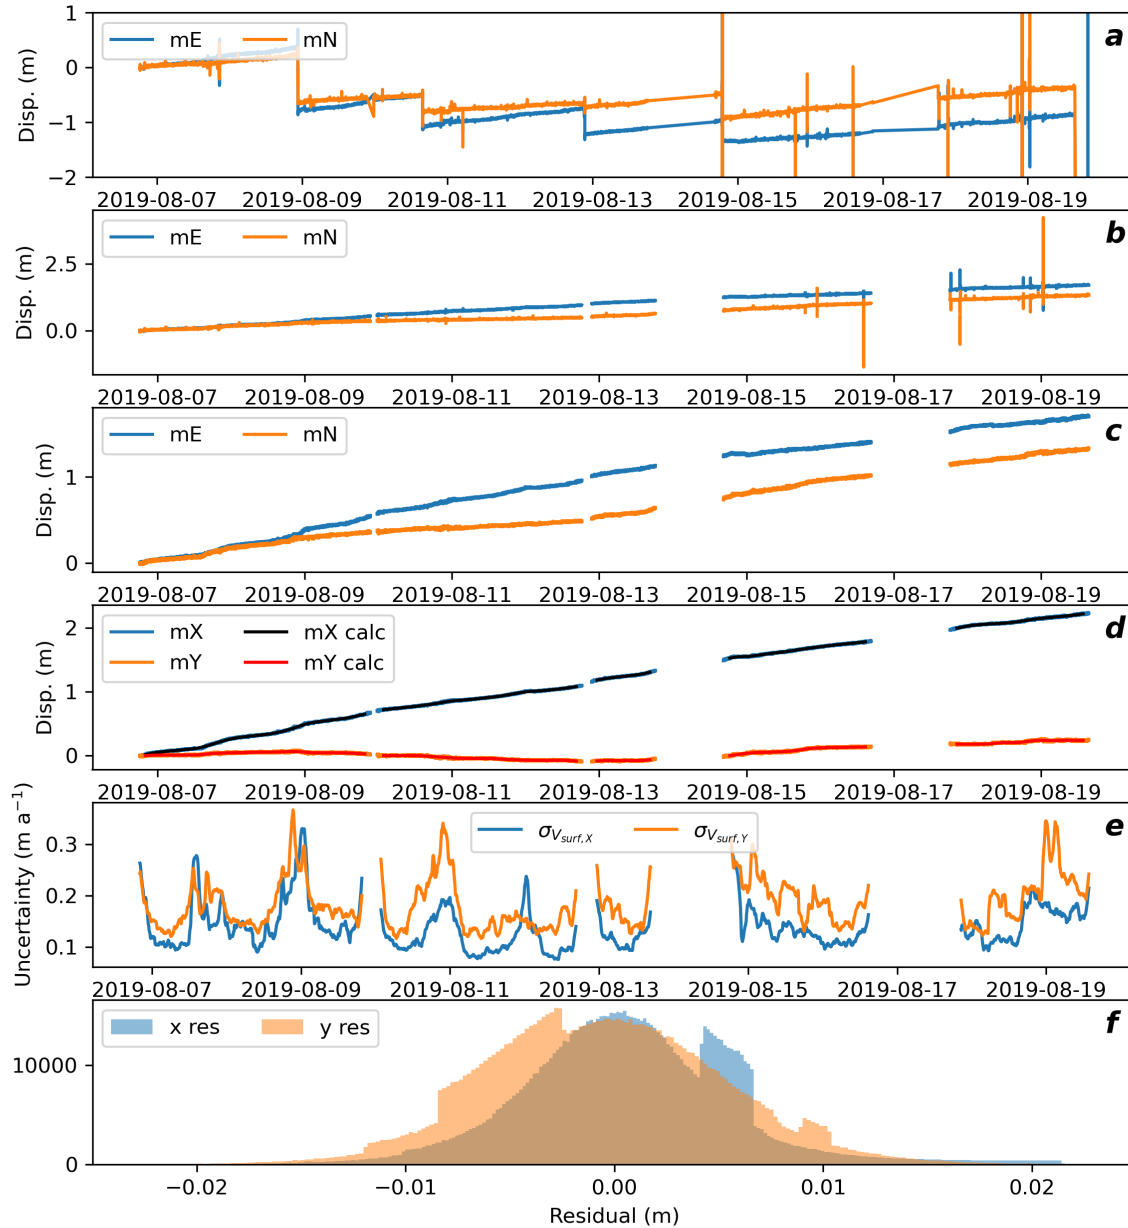 1
0
−1
−2
Disp. (m)
mE mN
a
2019-08-07 2019-08-09 2019-08-11 2019-08-13 2019-08-15 2019-08-17 2019-08-19
2.5
0.0
Disp. (m)
mE mN
b
2019-08-07 2019-08-09 2019-08-11 2019-08-13 2019-08-15 2019-08-17 2019-08-19
1
0
Disp. (m)
mE mN
c
2019-08-07 2019-08-09 2019-08-11 2019-08-13 2019-08-15 2019-08-17 2019-08-19
2
1
0
Disp. (m)
mX mX calc
mY mY calc
d
2019-08-07 2019-08-09 2019-08-11 2019-08-13 2019-08-15 2019-08-17 2019-08-19
0.3
0.2
0.1
Uncertainty (m a⁻¹)
σ_{V_{surf,X}} σ_{V_{surf,Y}}
e
2019-08-07 2019-08-09 2019-08-11 2019-08-13 2019-08-15 2019-08-17 2019-08-19
10000
0
x res y res
f
−0.02 −0.01 0.00 0.01 0.02
Residual (m)